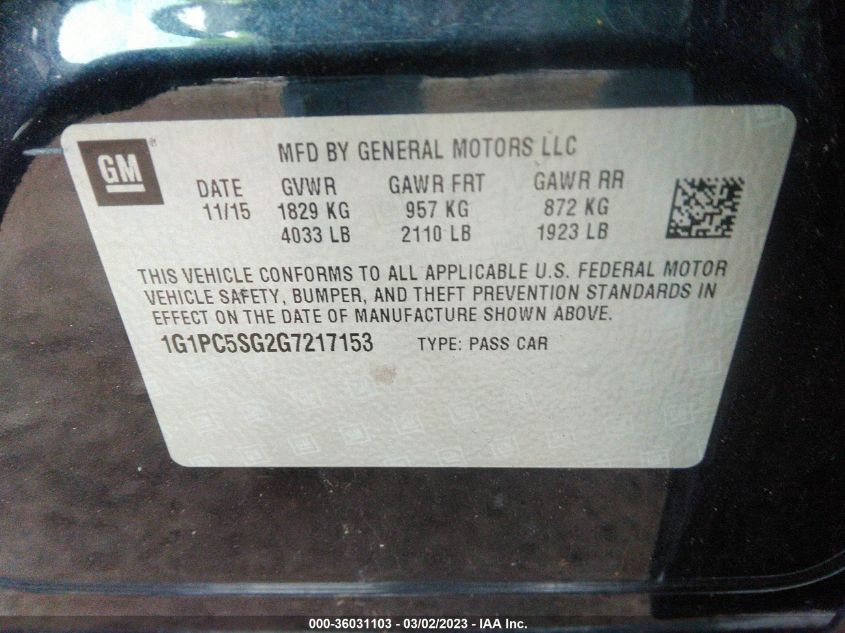 GM ®
MFD BY GENERAL MOTORS LLC
DATE GVWR GAWR FRT GAWR RR
11/15 1829 KG 957 KG 872 KG
4033 LB 2110 LB 1923 LB
THIS VEHICLE CONFORMS TO ALL APPLICABLE U.S. FEDERAL MOTOR
VEHICLE SAFETY, BUMPER, AND THEFT PREVENTION STANDARDS IN
EFFECT ON THE DATE OF MANUFACTURE SHOWN ABOVE.
1G1PC5SG2G7217153 TYPE: PASS CAR
000-36031103 — 03/02/2023 — IAA Inc.